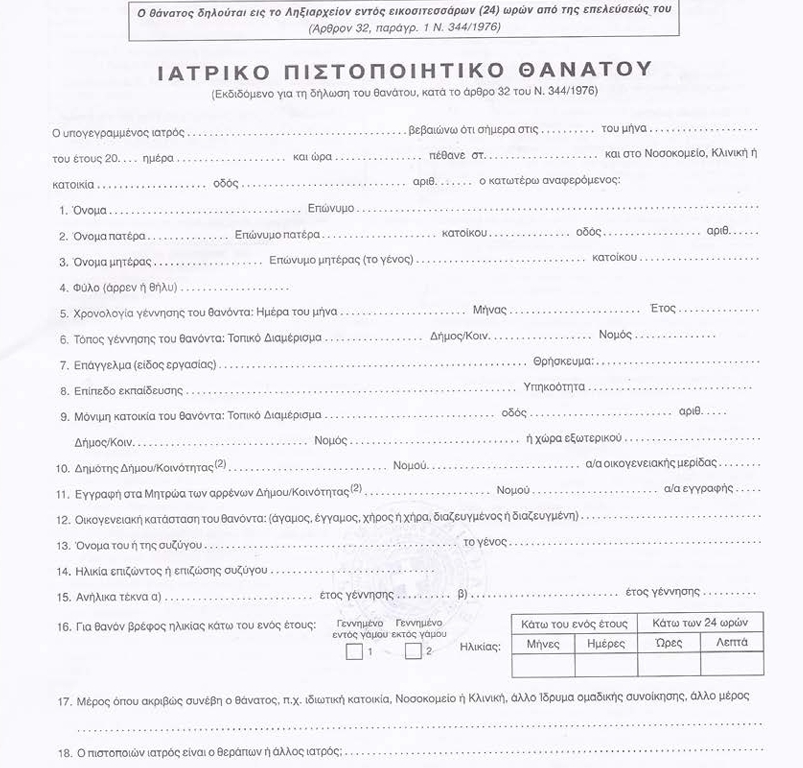 Ο θάνατος δηλούται εις το Ληξιαρχείον εντός εικοσιτεσσάρων (24) ωρών από της επελεύσεώς του
(Άρθρον 32, παράγρ. 1 Ν. 344/1976)
ΙΑΤΡΙΚΟ ΠΙΣΤΟΠΟΙΗΤΙΚΟ ΘΑΝΑΤΟΥ
(Εκδιδόμενο για τη δήλωση του θανάτου, κατά το άρθρο 32 του Ν. 344/1976)
Ο υπογεγραμμένος ιατρός .......... βεβαιώνω ότι σήμερα στις .......... του μήνα ..........
του έτους 20.... ημέρα .......... και ώρα .......... πέθανε στ.......... και στο Νοσοκομείο, Κλινική ή
κατοικία .......... οδός .......... αριθ. ...... ο κατωτέρω αναφερόμενος:
1. Όνομα .......... Επώνυμο ..........
2. Όνομα πατέρα .......... Επώνυμο πατέρα .......... κατοίκου .......... οδός .......... αριθ. .....
3. Όνομα μητέρας .......... Επώνυμο μητέρας (το γένος) .......... κατοίκου ..........
4. Φύλο (άρρεν ή θήλυ) ..........
5. Χρονολογία γέννησης του θανόντα: Ημέρα του μήνα .......... Μήνας .......... Έτος ..........
6. Τόπος γέννησης του θανόντα: Τοπικό Διαμέρισμα .......... Δήμος/Κοιν. .......... Νομός ..........
7. Επάγγελμα (είδος εργασίας) .......... Θρήσκευμα: ..........
8. Επίπεδο εκπαίδευσης .......... Υπηκοότητα ..........
9. Μόνιμη κατοικία του θανόντα: Τοπικό Διαμέρισμα .......... οδός .......... αριθ. ....
Δήμος/Κοιν. .......... Νομός .......... ή χώρα εξωτερικού ..........
10. Δημότης Δήμου/Κοινότητας(2) .......... Νομού .......... α/α οικογενειακής μερίδας .......
11. Εγγραφή στα Μητρώα των αρρένων Δήμου/Κοινότητας(2) .......... Νομού .......... α/α εγγραφής .....
12. Οικογενειακή κατάσταση του θανόντα: (άγαμος, έγγαμος, χήρος ή χήρα, διαζευγμένος ή διαζευγμένη) ..........
13. Όνομα του ή της συζύγου .......... το γένος ..........
14. Ηλικία επιζώντος ή επιζώσης συζύγου ..........
15. Ανήλικα τέκνα α) .......... έτος γέννησης ......... β) .......... έτος γέννησης .........
16. Για θανόν βρέφος ηλικίας κάτω του ενός έτους: Γεννημένο εντός γάμου 1 Γεννημένο εκτός γάμου 2
Ηλικίας: Κάτω του ενός έτους Κάτω των 24 ωρών
Μήνες Ημέρες Ώρες Λεπτά
17. Μέρος όπου ακριβώς συνέβη ο θάνατος, π.χ. ιδιωτική κατοικία, Νοσοκομείο ή Κλινική, άλλο Ίδρυμα ομαδικής συνοίκησης, άλλο μέρος
..........
18. Ο πιστοποιών ιατρός είναι ο θεράπων ή άλλος ιατρός; ..........